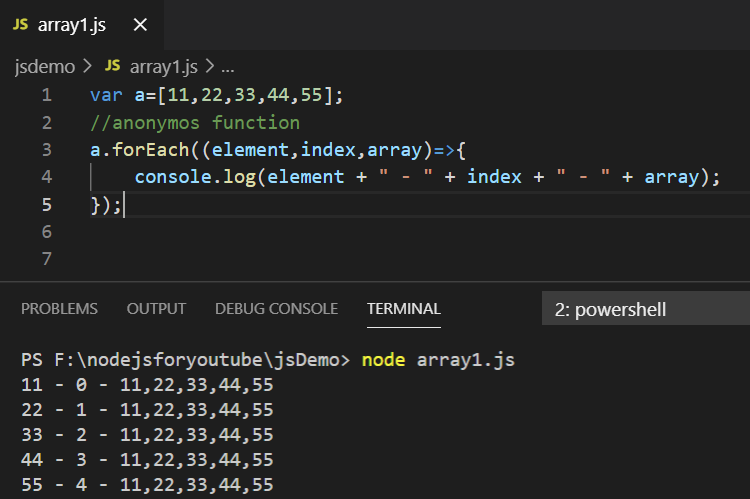 JS array1.js ×
jsdemo > JS array1.js > ...
1 var a=[11,22,33,44,55];
2 //anonymos function
3 a.forEach((element,index,array)=>{
4 console.log(element + " - " + index + " - " + array);
5 });
6
7
PROBLEMS OUTPUT DEBUG CONSOLE TERMINAL 2: powershell
PS F:\nodejsforyoutube\jsDemo> node array1.js
11 - 0 - 11,22,33,44,55
22 - 1 - 11,22,33,44,55
33 - 2 - 11,22,33,44,55
44 - 3 - 11,22,33,44,55
55 - 4 - 11,22,33,44,55